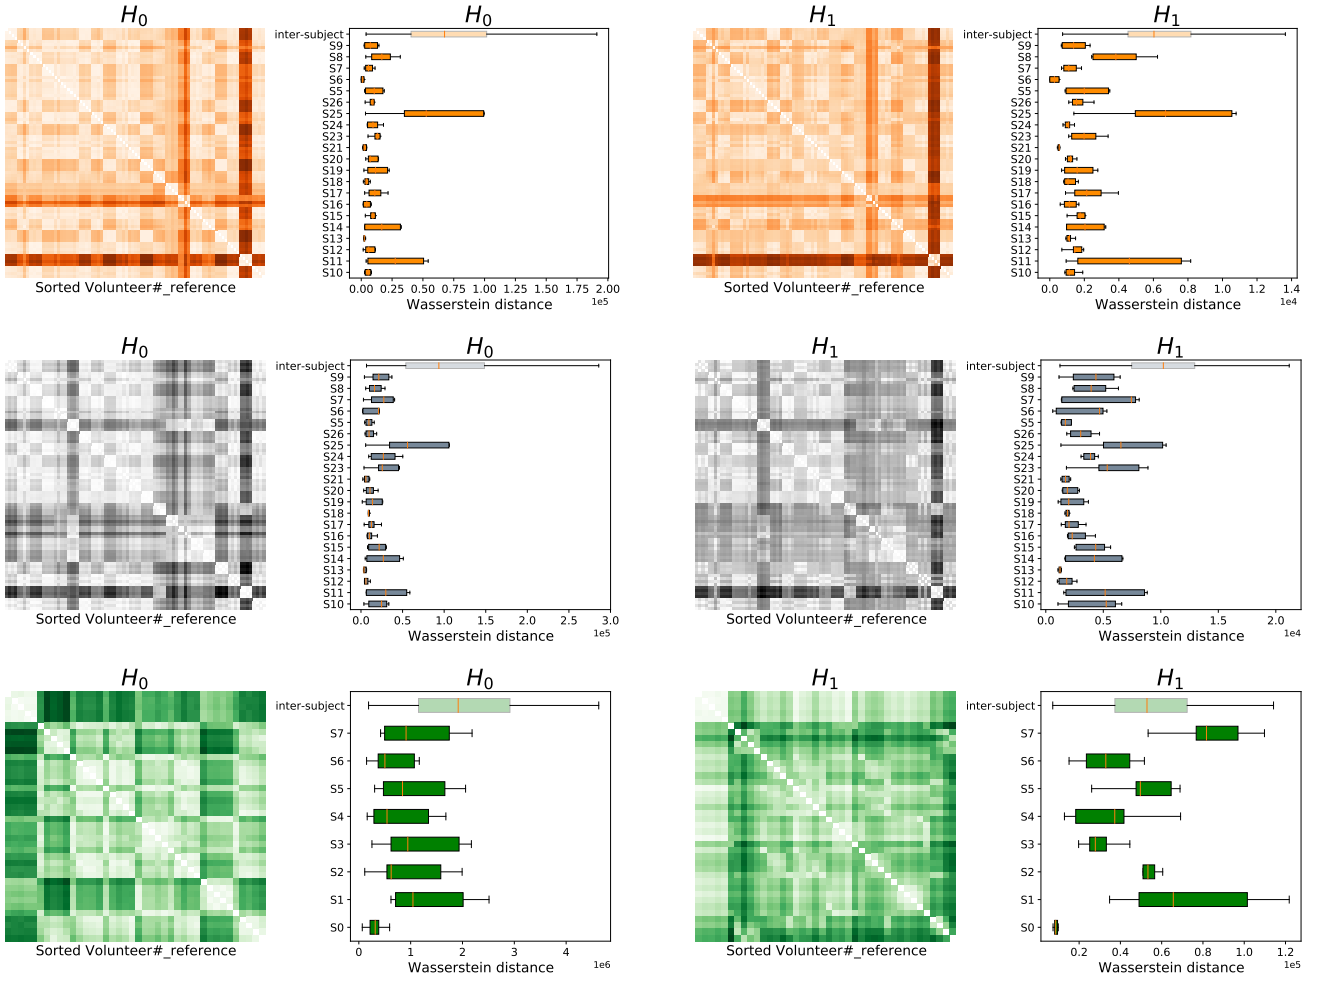 H0
H0
H1
H1
inter-subject
S9
S8
S7
S6
S5
S26
S25
S24
S23
S21
S20
S19
S18
S17
S16
S15
S14
S13
S12
S11
S10
0.00 0.25 0.50 0.75 1.00 1.25 1.50 1.75 2.00
1e5
Sorted Volunteer#_reference
Wasserstein distance
inter-subject
S9
S8
S7
S6
S5
S26
S25
S24
S23
S21
S20
S19
S18
S17
S16
S15
S14
S13
S12
S11
S10
0.0 0.2 0.4 0.6 0.8 1.0 1.2 1.4
1e4
Sorted Volunteer#_reference
Wasserstein distance
H0
H0
H1
H1
inter-subject
S9
S8
S7
S6
S5
S26
S25
S24
S23
S21
S20
S19
S18
S17
S16
S15
S14
S13
S12
S11
S10
0.0 0.5 1.0 1.5 2.0 2.5 3.0
1e5
Sorted Volunteer#_reference
Wasserstein distance
inter-subject
S9
S8
S7
S6
S5
S26
S25
S24
S23
S21
S20
S19
S18
S17
S16
S15
S14
S13
S12
S11
S10
0.0 0.5 1.0 1.5 2.0
1e4
Sorted Volunteer#_reference
Wasserstein distance
H0
H0
H1
H1
inter-subject
S7
S6
S5
S4
S3
S2
S1
S0
0 1 2 3 4
1e6
Sorted Volunteer#_reference
Wasserstein distance
inter-subject
S7
S6
S5
S4
S3
S2
S1
S0
0.2 0.4 0.6 0.8 1.0 1.2
1e5
Sorted Volunteer#_reference
Wasserstein distance